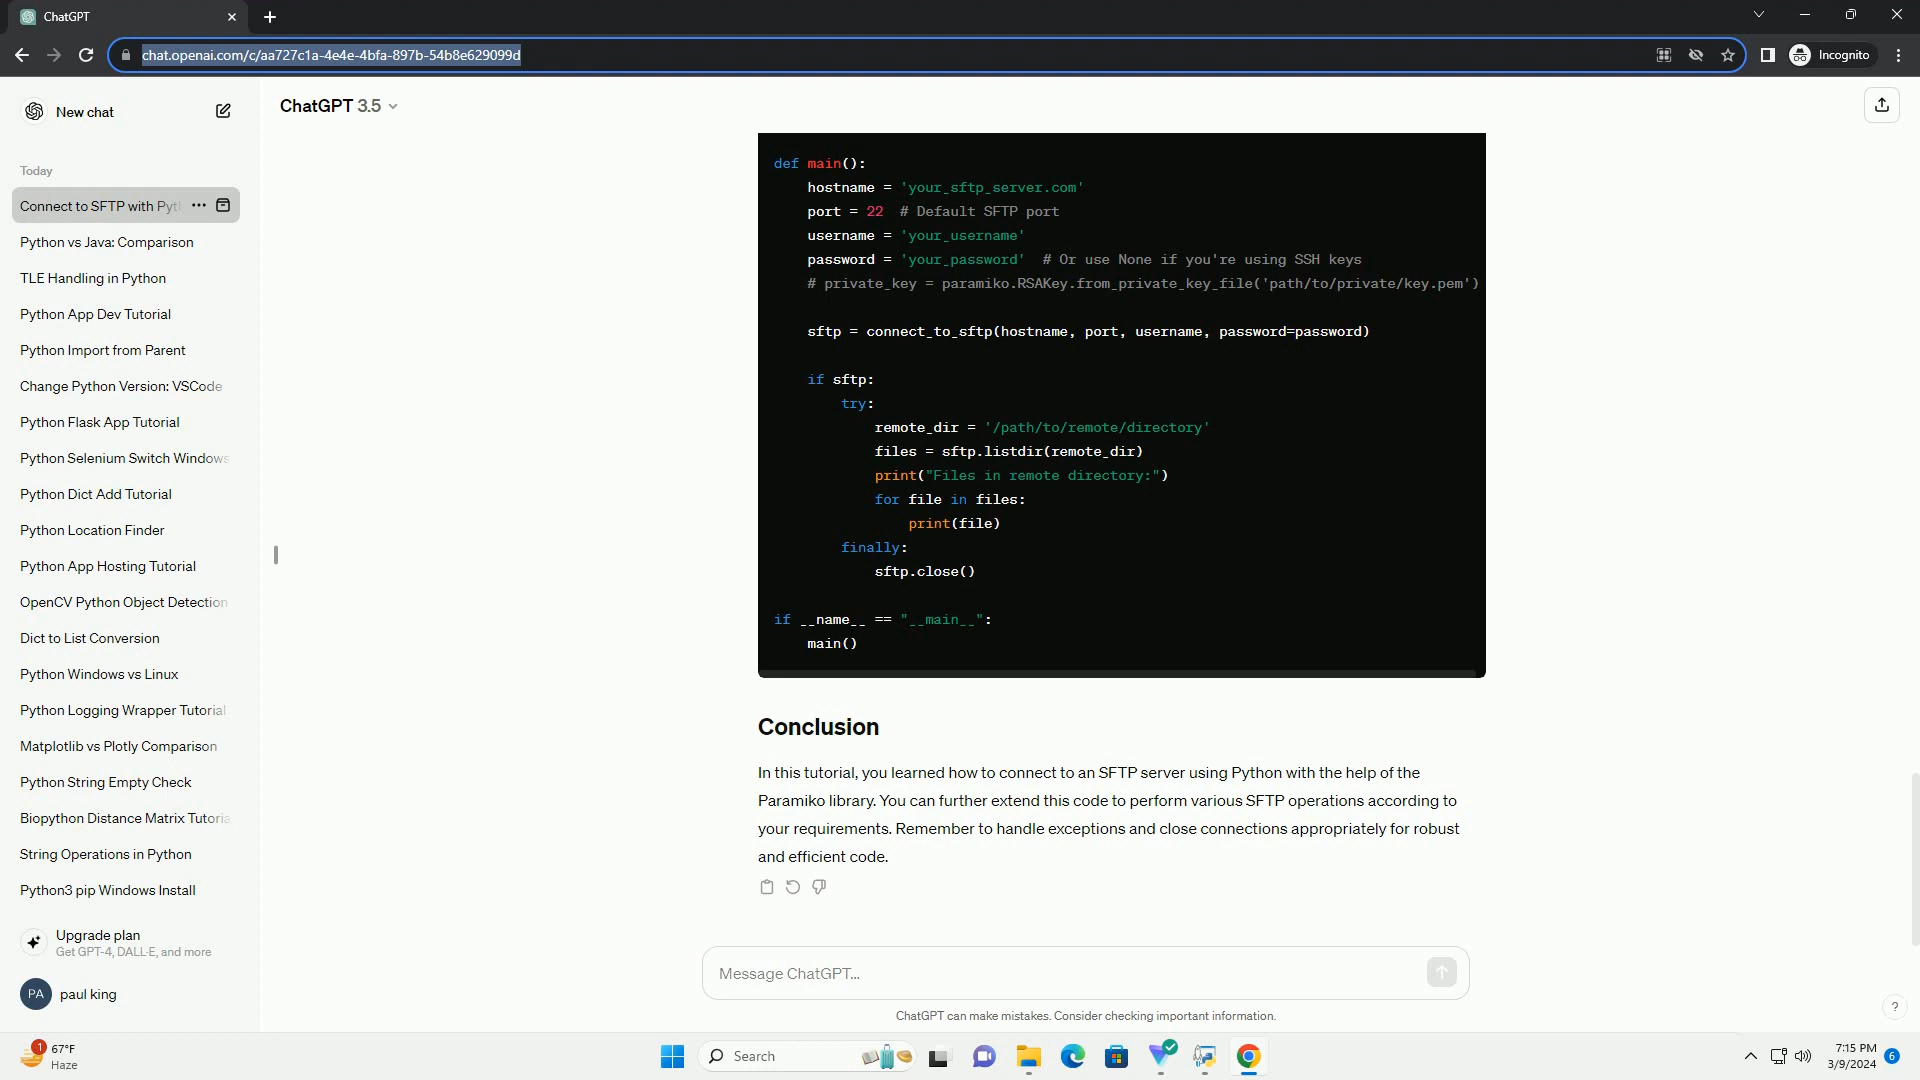 ChatGPT
chat.openai.com/c/aa727c1a-4e4e-4bfa-897b-54b8e629099d
Incognito
New chat
Today
Connect to SFTP with Pyt
Python vs Java: Comparison
TLE Handling in Python
Python App Dev Tutorial
Python Import from Parent
Change Python Version: VSCode
Python Flask App Tutorial
Python Selenium Switch Windows
Python Dict Add Tutorial
Python Location Finder
Python App Hosting Tutorial
OpenCV Python Object Detection
Dict to List Conversion
Python Windows vs Linux
Python Logging Wrapper Tutorial
Matplotlib vs Plotly Comparison
Python String Empty Check
Biopython Distance Matrix Tutoria
String Operations in Python
Python3 pip Windows Install
Upgrade plan
Get GPT-4, DALL·E, and more
PA paul king
ChatGPT 3.5
def main():
    hostname = 'your_sftp_server.com'
    port = 22  # Default SFTP port
    username = 'your_username'
    password = 'your_password'  # Or use None if you're using SSH keys
    # private_key = paramiko.RSAKey.from_private_key_file('path/to/private/key.pem')
    sftp = connect_to_sftp(hostname, port, username, password=password)
    if sftp:
        try:
            remote_dir = '/path/to/remote/directory'
            files = sftp.listdir(remote_dir)
            print("Files in remote directory:")
            for file in files:
                print(file)
        finally:
            sftp.close()
if __name__ == "__main__":
    main()
Conclusion
In this tutorial, you learned how to connect to an SFTP server using Python with the help of the
Paramiko library. You can further extend this code to perform various SFTP operations according to
your requirements. Remember to handle exceptions and close connections appropriately for robust
and efficient code.
Message ChatGPT...
ChatGPT can make mistakes. Consider checking important information.
?
1
67°F
Haze
Search
7:15 PM
3/9/2024
6